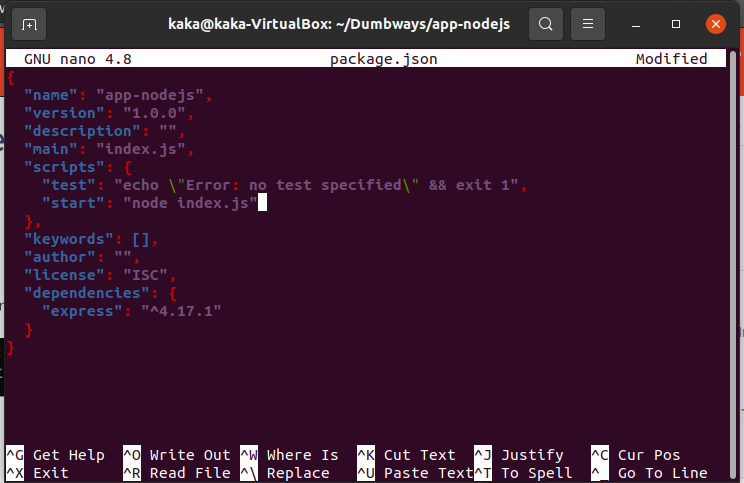 kaka@kaka-VirtualBox: ~/Dumbways/app-nodejs
GNU nano 4.8 package.json Modified
{
  "name": "app-nodejs",
  "version": "1.0.0",
  "description": "",
  "main": "index.js",
  "scripts": {
    "test": "echo \"Error: no test specified\" && exit 1",
    "start": "node index.js"
  },
  "keywords": [],
  "author": "",
  "license": "ISC",
  "dependencies": {
    "express": "^4.17.1"
  }
}
^G Get Help ^O Write Out ^W Where Is ^K Cut Text ^J Justify ^C Cur Pos
^X Exit ^R Read File ^\ Replace ^U Paste Text ^T To Spell ^_ Go To Line